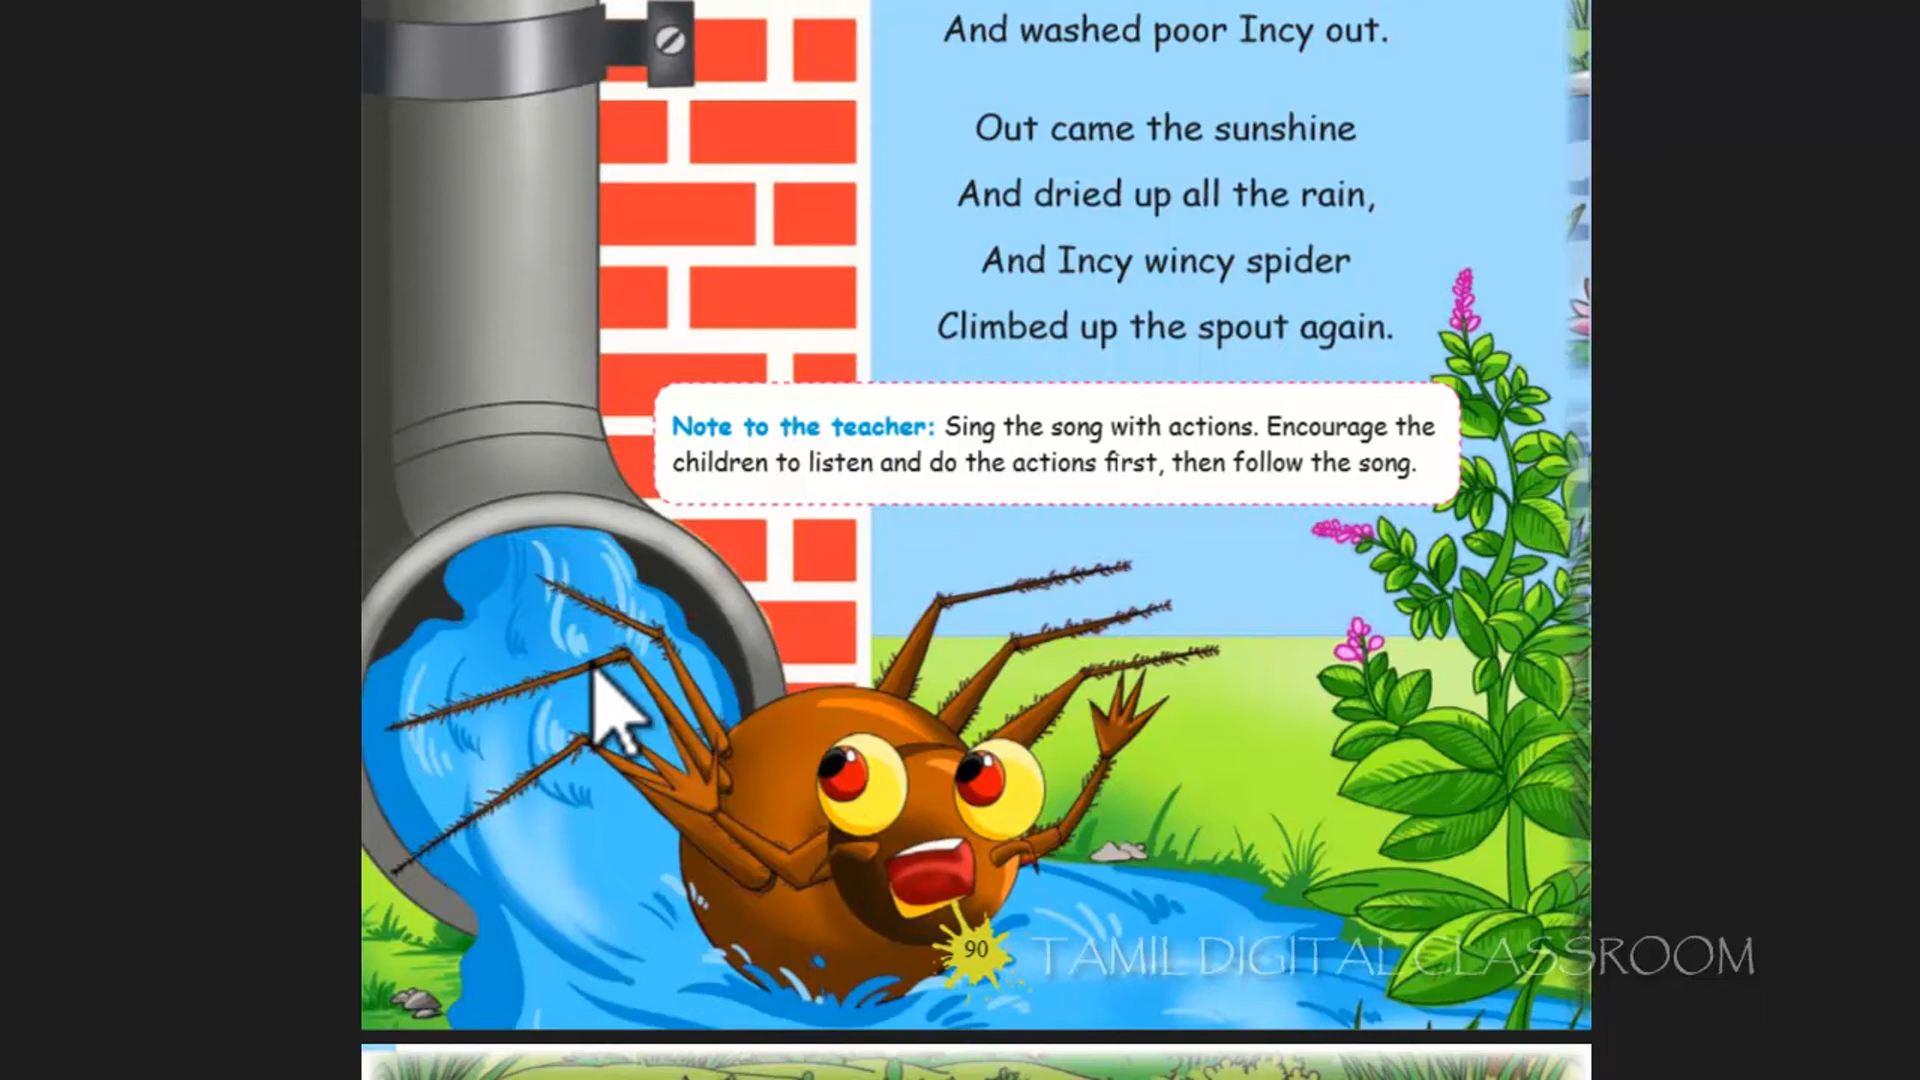 And washed poor Incy out.
Out came the sunshine
And dried up all the rain,
And Incy wincy spider
Climbed up the spout again.
Note to the teacher: Sing the song with actions. Encourage the
children to listen and do the actions first, then follow the song.
90
TAMIL DIGITAL CLASSROOM